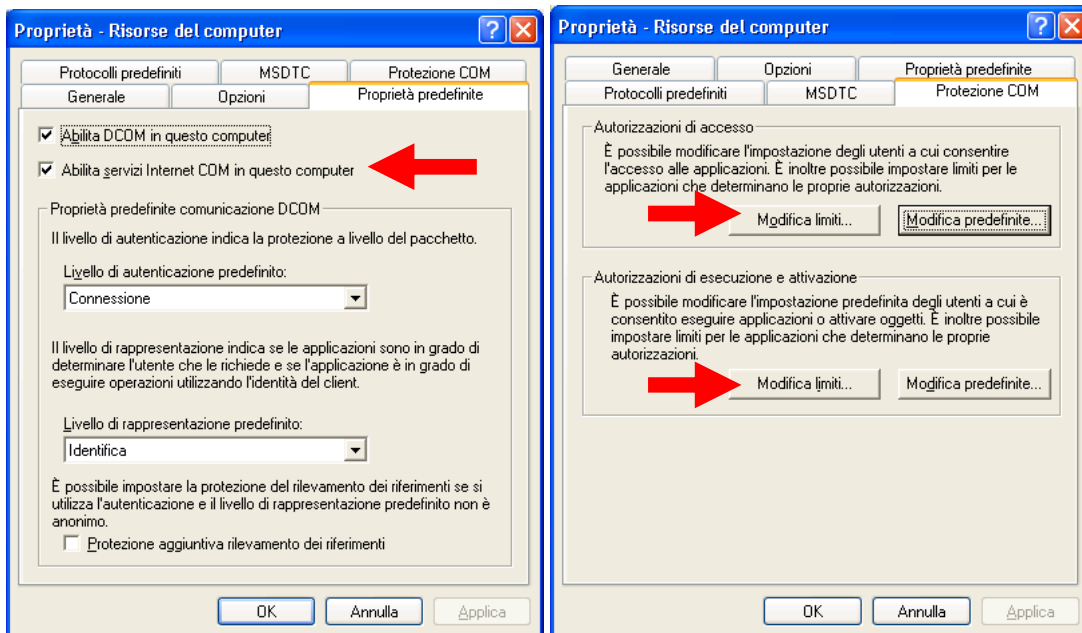 Proprietà - Risorse del computer
Protocolli predefiniti
MSDTC
Protezione COM
Generale
Opzioni
Proprietà predefinite
Abilita DCOM in questo computer
Abilita servizi Internet COM in questo computer
Proprietà predefinite comunicazione DCOM
Il livello di autenticazione indica la protezione a livello del pacchetto.
Livello di autenticazione predefinito:
Connessione
Il livello di rappresentazione indica se le applicazioni sono in grado di
determinare l'utente che le richiede e se l'applicazione è in grado di
eseguire operazioni utilizzando l'identità del client.
Livello di rappresentazione predefinito:
Identifica
È possibile impostare la protezione del rilevamento dei riferimenti se si
utilizza l'autenticazione e il livello di rappresentazione predefinito non è
anonimo.
Protezione aggiuntiva rilevamento dei riferimenti
OK
Annulla
Applica
Proprietà - Risorse del computer
Generale
Opzioni
Proprietà predefinite
Protocolli predefiniti
MSDTC
Protezione COM
Autorizzazioni di accesso
È possibile modificare l'impostazione degli utenti a cui consentire
l'accesso alle applicazioni. È inoltre possibile impostare limiti per le
applicazioni che determinano le proprie autorizzazioni.
Modifica limiti...
Modifica predefinite...
Autorizzazioni di esecuzione e attivazione
È possibile modificare l'impostazione predefinita degli utenti a cui è
consentito eseguire applicazioni o attivare oggetti. È inoltre possibile
impostare limiti per le applicazioni che determinano le proprie
autorizzazioni.
Modifica limiti...
Modifica predefinite...
OK
Annulla
Applica